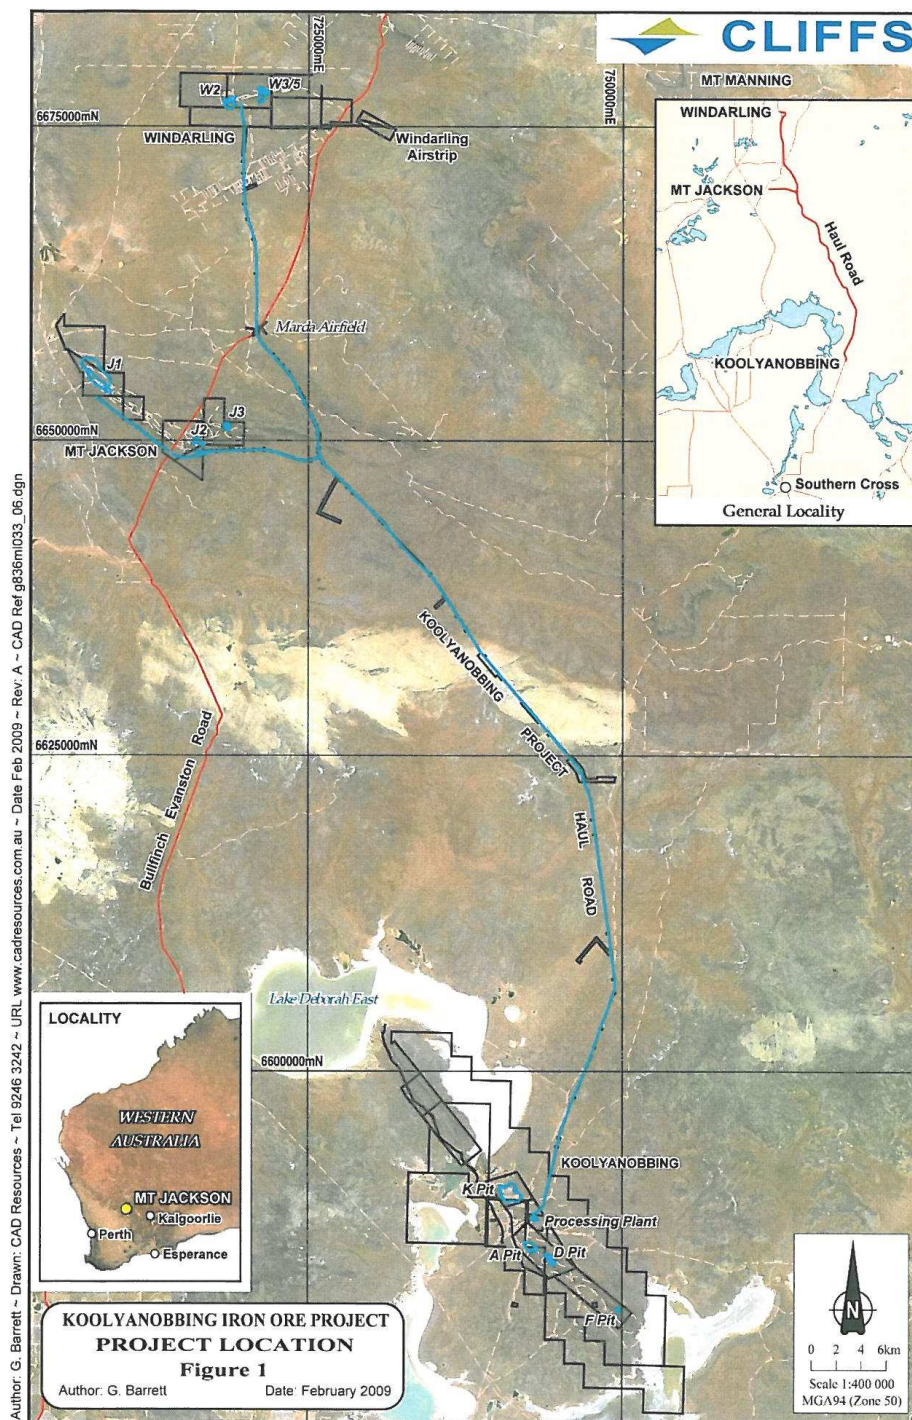 CLIFFS
725000mE
750000mE
MT MANNING
W2
W3/5
6675000mN
WINDARLING
Windarling
Airstrip
WINDARLING
MT JACKSON
Haul Road
KOOLYANOBBING
Southern Cross
General Locality
Marda Airfield
J1
J3
J2
6650000mN
MT JACKSON
KOOLYANOBBING
PROJECT
HAUL
ROAD
6625000mN
Bullfinch Evanston Road
Lake Deborah East
6600000mN
KOOLYANOBBING
K Pit
Processing Plant
A Pit
D Pit
F Pit
LOCALITY
WESTERN
AUSTRALIA
MT JACKSON
Kalgoorlie
Perth
Esperance
KOOLYANOBBING IRON ORE PROJECT
PROJECT LOCATION
Figure 1
Author: G. Barrett Date: February 2009
N
0 2 4 6km
Scale 1:400 000
MGA94 (Zone 50)
Author: G. Barrett ~ Drawn: CAD Resources ~ Tel 9246 3242 ~ URL www.cadresources.com.au ~ Date Feb 2009 ~ Rev: A ~ CAD Ref g836ml033_06.dgn